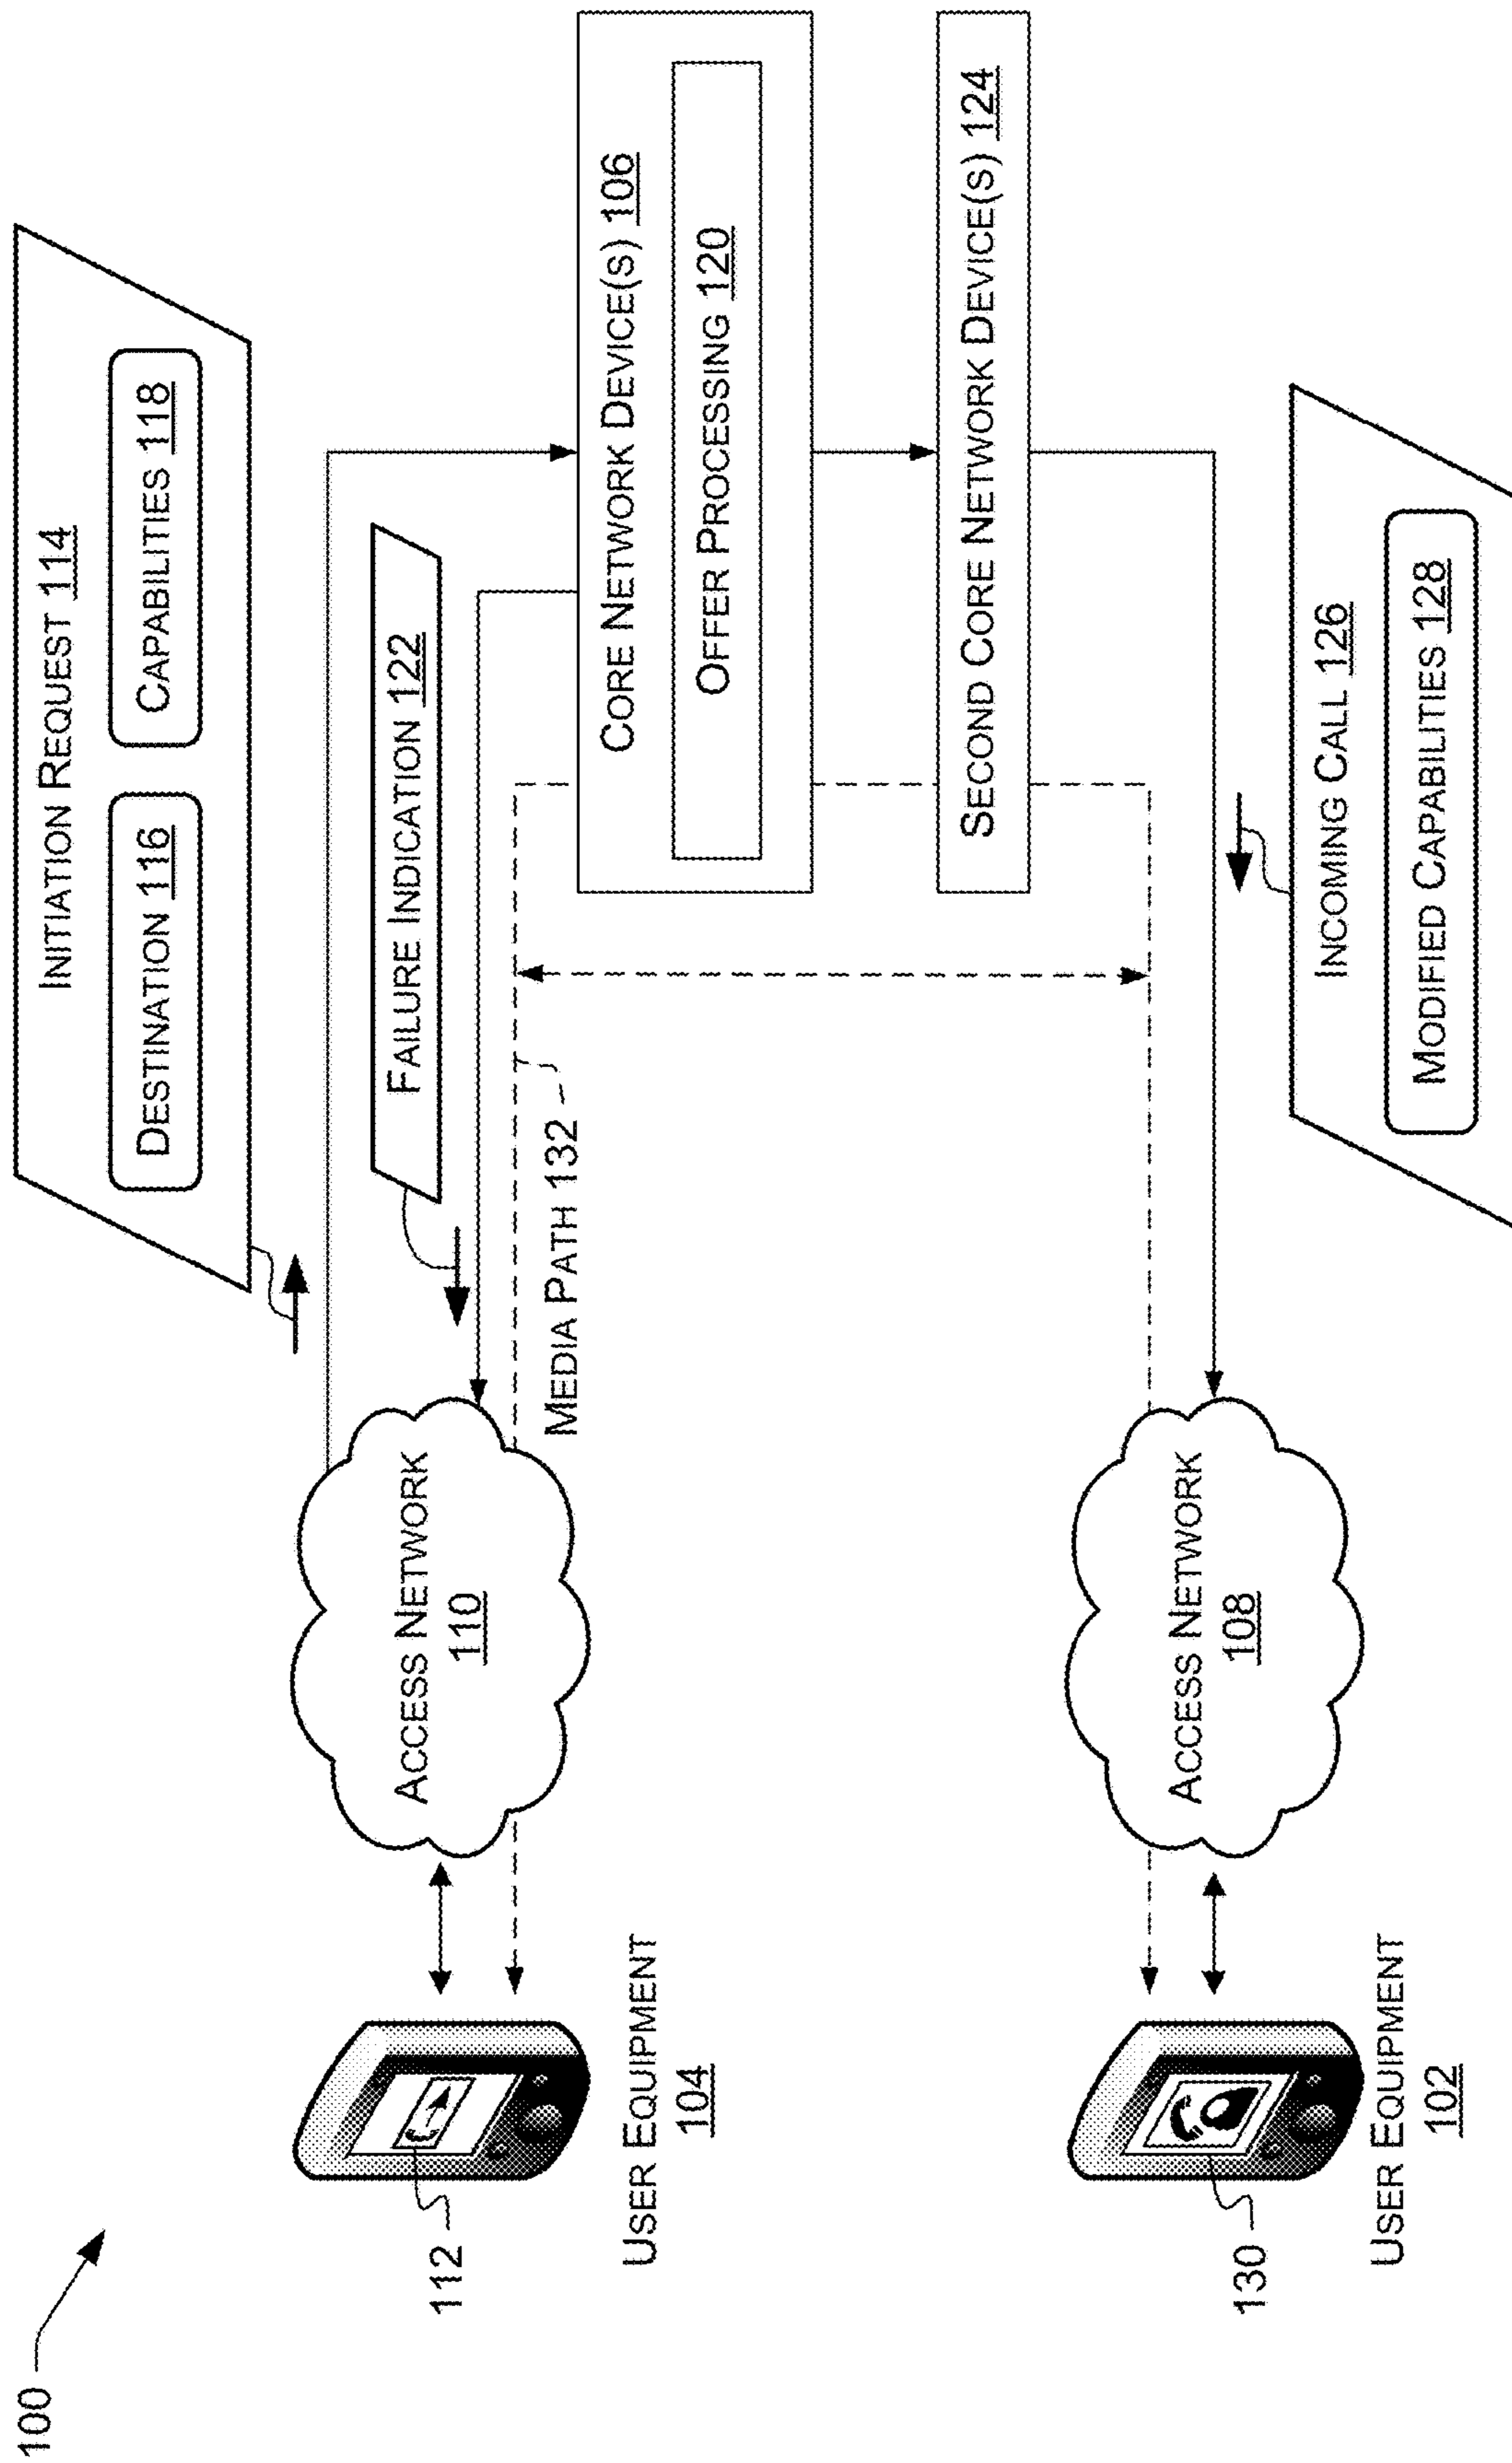 100
INITIATION REQUEST 114
DESTINATION 116
CAPABILITIES 118
FAILURE INDICATION 122
MEDIA PATH 132
ACCESS NETWORK
110
112
USER EQUIPMENT
104
CORE NETWORK DEVICE(S) 106
OFFER PROCESSING 120
SECOND CORE NETWORK DEVICE(S) 124
ACCESS NETWORK
108
130
USER EQUIPMENT
102
INCOMING CALL 126
MODIFIED CAPABILITIES 128